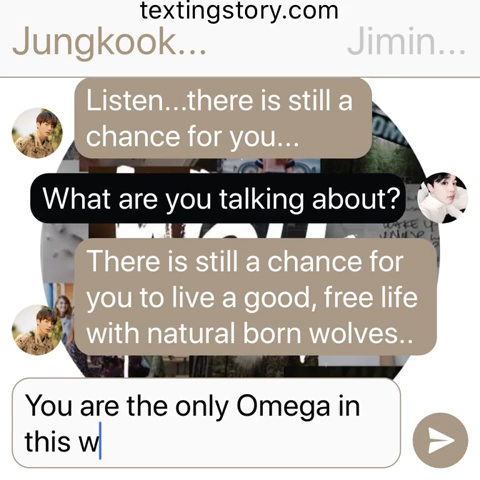 textingstory.com
Jungkook... Jimin...
Listen...there is still a
chance for you...
What are you talking about?
There is still a chance for
you to live a good, free life
with natural born wolves..
You are the only Omega in
this w